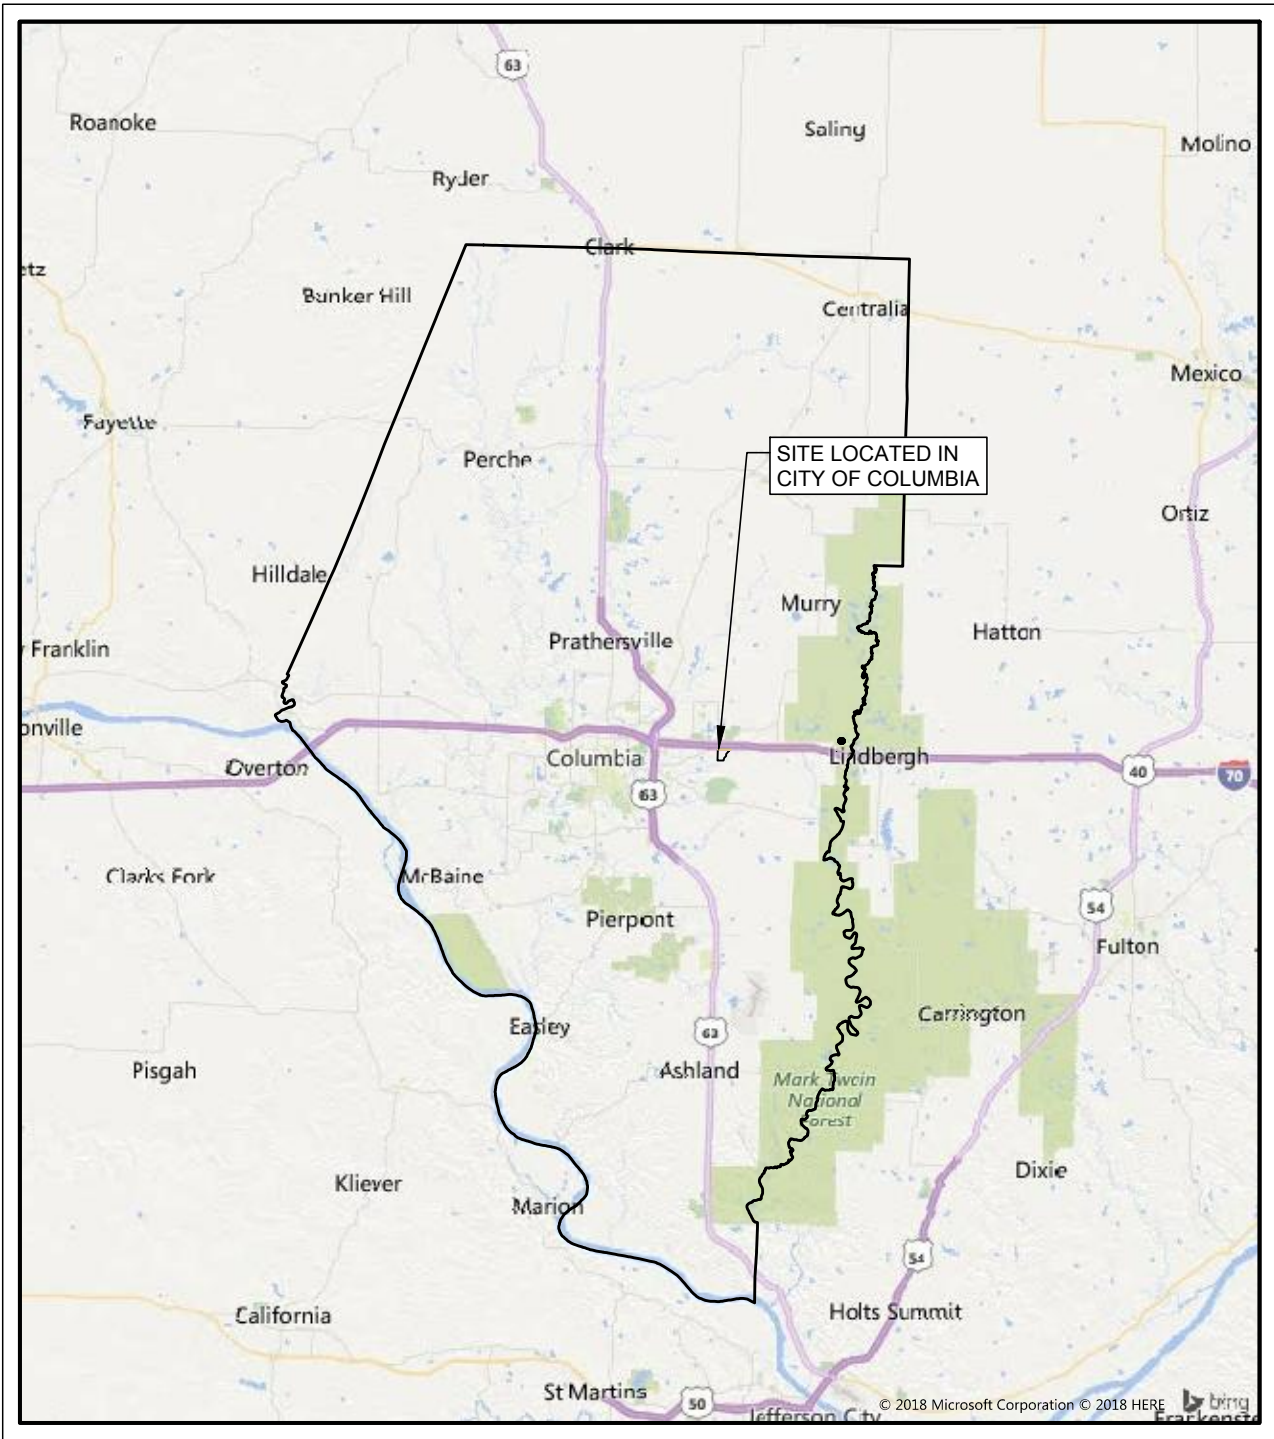 63
Roanoke
Saling
Molino
Ryder
Clark
etz
Bunker Hill
Centralia
Mexico
Fayette
SITE LOCATED IN
CITY OF COLUMBIA
Perche
Ortiz
Hilldale
Murry
Hatton
Prathersville
Franklin
onville
Columbia
Lindbergh
Overton
40
70
63
Clarks Fork
McBaine
54
Pierpont
Fulton
Carrington
Easley
63
Pisgah
Ashland
Mark Twain
National
Forest
Dixie
Kliever
Marion
54
California
Holts Summit
St Martins
50
Jefferson City
© 2018 Microsoft Corporation © 2018 HERE
bing
Frankenste